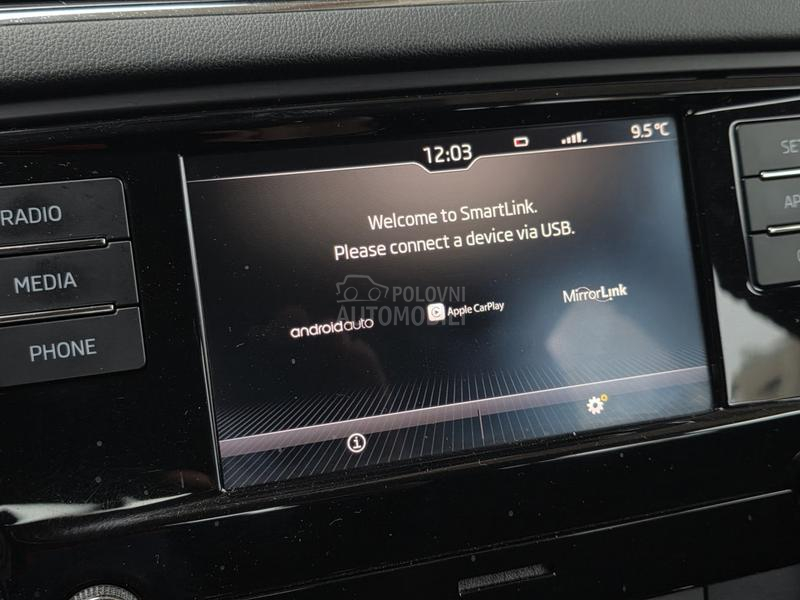 12:03
9.5°C
RADIO
MEDIA
PHONE
Welcome to SmartLink.
Please connect a device via USB.
POLOVNI
AUTOMOBILI
androidauto
Apple CarPlay
MirrorLink
SET